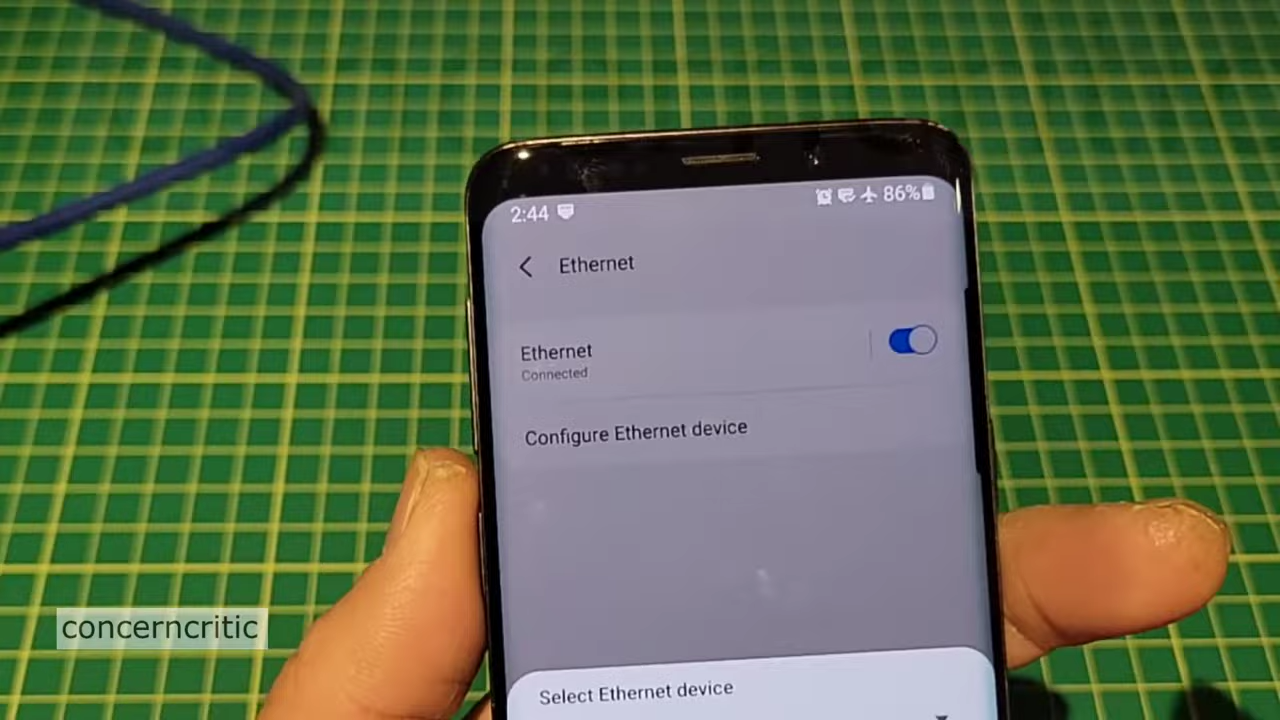 2:44 86%
Ethernet
Ethernet
Connected
Configure Ethernet device
Select Ethernet device
concerncritic